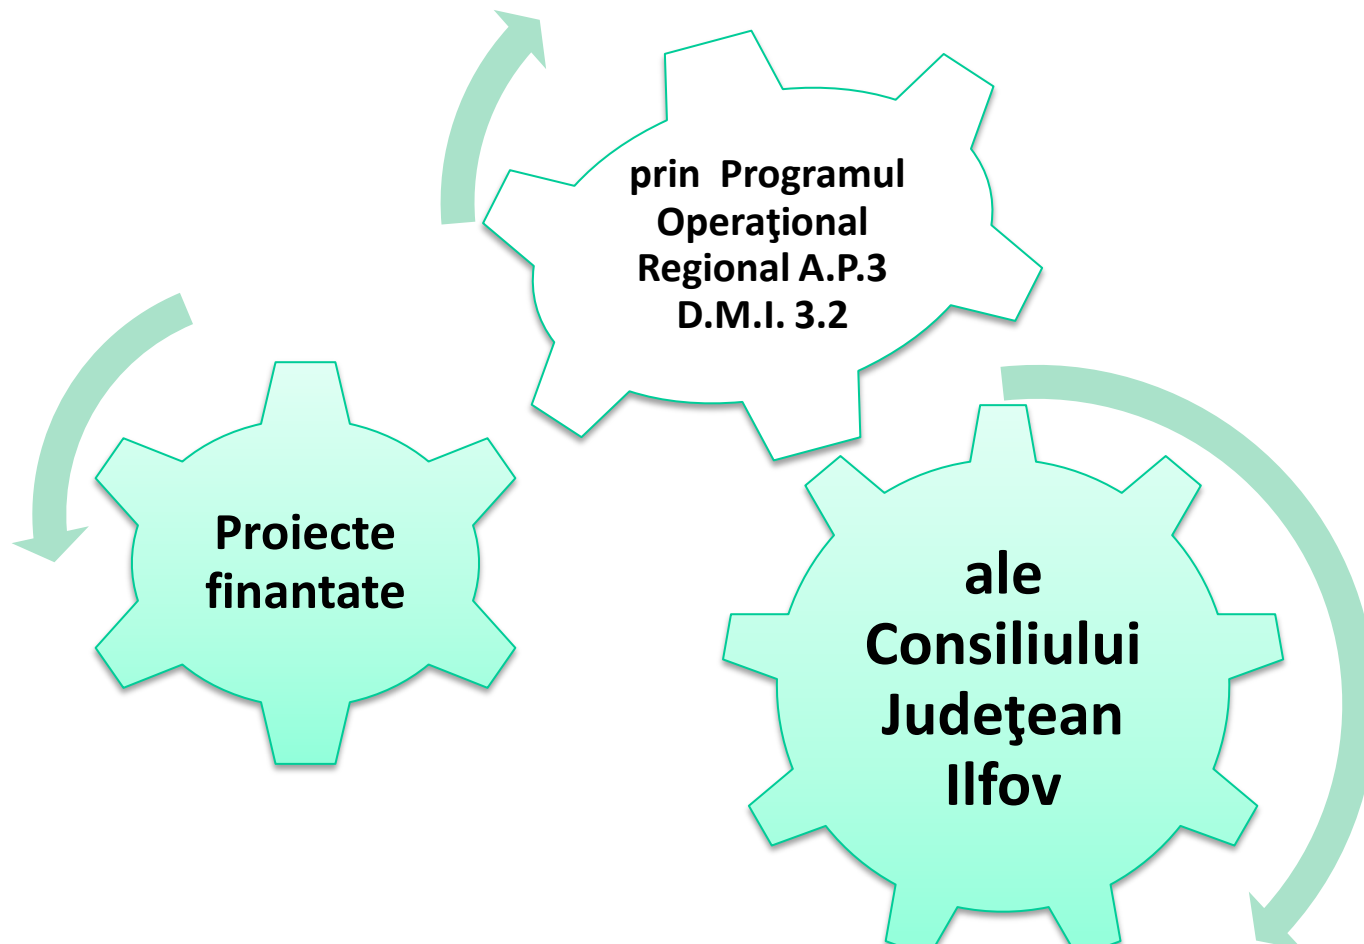 prin  Programul
Operaţional
Regional A.P.3
D.M.I. 3.2
Proiecte
finantate
ale
Consiliului
Judeţean
Ilfov